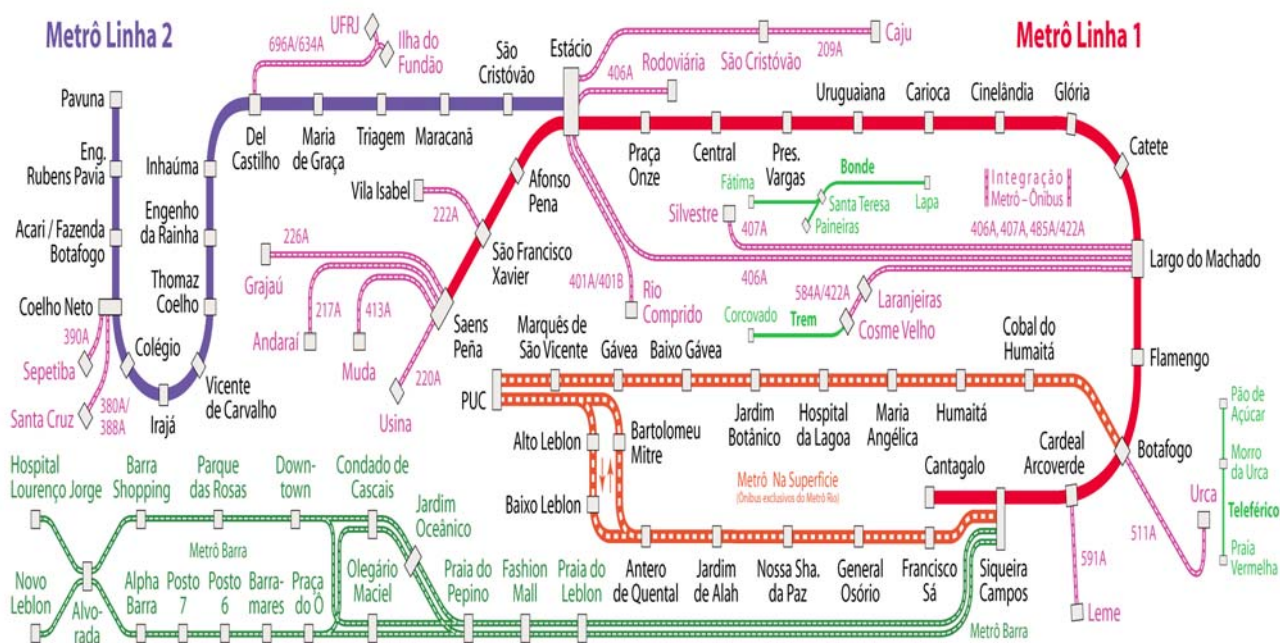 Metrô Linha 2
Metrô Linha 1
UFRJ
696A/634A
Ilha do
Fundão
São
Cristóvão
Estácio
209A
Caju
São Cristóvão
406A
Rodoviária
Pavuna
Eng.
Rubens Pavia
Acari / Fazenda
Botafogo
Coelho Neto
390A
Sepetiba
Santa Cruz
380A/
388A
Colégio
Irajá
Vicente
de Carvalho
Thomaz
Coelho
Engenho
da Rainha
Inhaúma
Del
Castilho
Maria
de Graça
Triagem
Maracanã
Praça
Onze
Central
Pres.
Vargas
Uruguaiana
Carioca
Cinelândia
Glória
Catete
Afonso
Pena
Vila Isabel
222A
São Francisco
Xavier
226A
Grajaú
217A
Andaraí
413A
Muda
220A
Usina
Saens
Peña
Bonde
Fátima
Santa Teresa
Paineiras
Lapa
Silvestre
407A
Integração
Metrô – Ônibus
406A, 407A, 485A/422A
Largo do Machado
406A
401A/401B
Rio
Comprido
584A/422A
Laranjeiras
Cosme Velho
Corcovado
Trem
Flamengo
Marquês de
São Vicente
Gávea
Baixo Gávea
Cobal do
Humaitá
PUC
Jardim
Botânico
Hospital
da Lagoa
Maria
Angélica
Humaitá
Alto Leblon
Bartolomeu
Mitre
Baixo Leblon
Metrô Na Superfície
(Ônibus exclusivos do Metrô Rio)
Cantagalo
Cardeal
Arcoverde
Botafogo
Pão de
Açúcar
Morro
da Urca
Teleférico
Praia
Vermelha
Urca
511A
591A
Leme
Antero
de Quental
Jardim
de Alah
Nossa Sha.
da Paz
General
Osório
Francisco
Sá
Siqueira
Campos
Metrô Barra
Hospital
Lourenço Jorge
Barra
Shopping
Parque
das Rosas
Down-
town
Condado de
Cascais
Jardim
Oceânico
Metrô Barra
Novo
Leblon
Alvo-
rada
Alpha
Barra
Posto
7
Posto
6
Barra-
mares
Praça
do Ô
Olegário
Maciel
Praia do
Pepino
Fashion
Mall
Praia do
Leblon